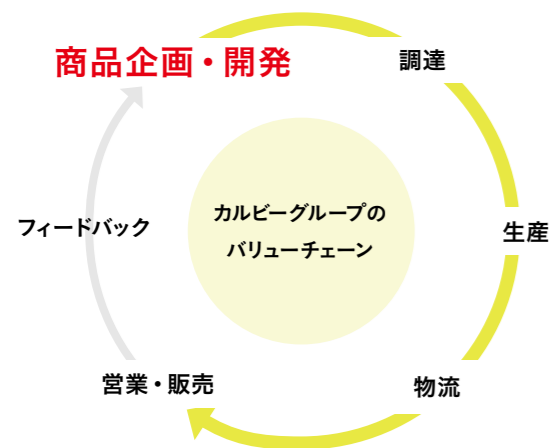 商品企画・開発
調達
フィードバック
カルビーグループの
バリューチェーン
生産
営業・販売
物流